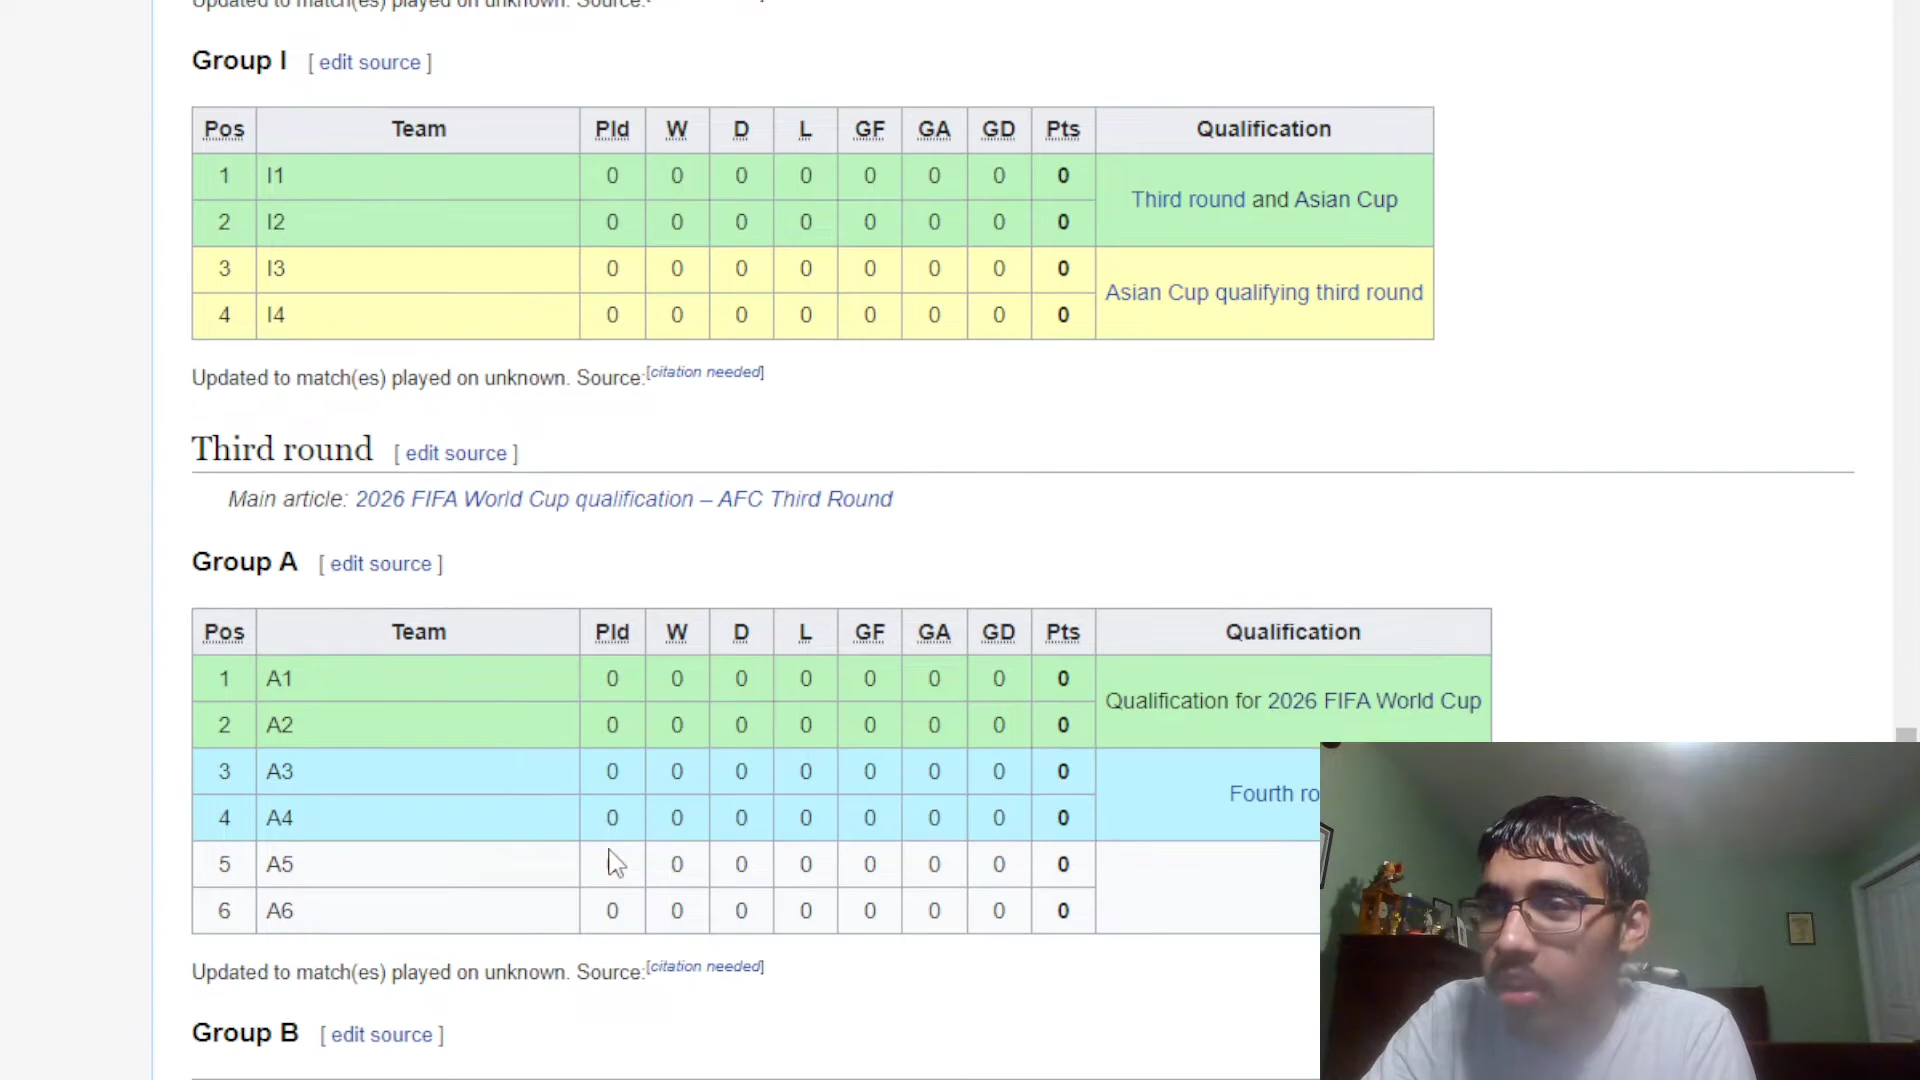 Updated to match(es) played on unknown. Source:
Group I [ edit source ]
Pos Team Pld W D L GF GA GD Pts Qualification
1 I1 0 0 0 0 0 0 0 0 Third round and Asian Cup
2 I2 0 0 0 0 0 0 0 0
3 I3 0 0 0 0 0 0 0 0 Asian Cup qualifying third round
4 I4 0 0 0 0 0 0 0 0
Updated to match(es) played on unknown. Source:[citation needed]
Third round [ edit source ]
Main article: 2026 FIFA World Cup qualification – AFC Third Round
Group A [ edit source ]
Pos Team Pld W D L GF GA GD Pts Qualification
1 A1 0 0 0 0 0 0 0 0 Qualification for 2026 FIFA World Cup
2 A2 0 0 0 0 0 0 0 0
3 A3 0 0 0 0 0 0 0 0 Fourth ro
4 A4 0 0 0 0 0 0 0 0
5 A5 0 0 0 0 0 0 0
6 A6 0 0 0 0 0 0 0 0
Updated to match(es) played on unknown. Source:[citation needed]
Group B [ edit source ]